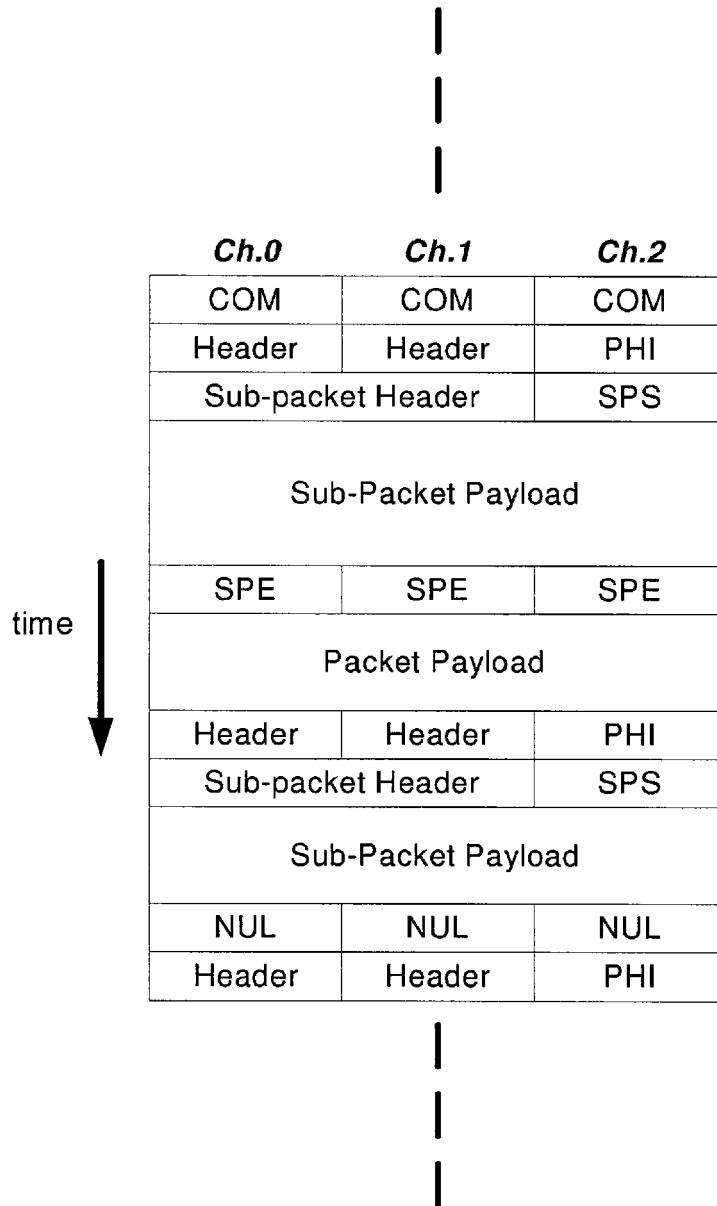 Ch.0 Ch.1 Ch.2
COM COM COM
Header Header PHI
Sub-packet Header SPS
Sub-Packet Payload
SPE SPE SPE
time
Packet Payload
Header Header PHI
Sub-packet Header SPS
Sub-Packet Payload
NUL NUL NUL
Header Header PHI